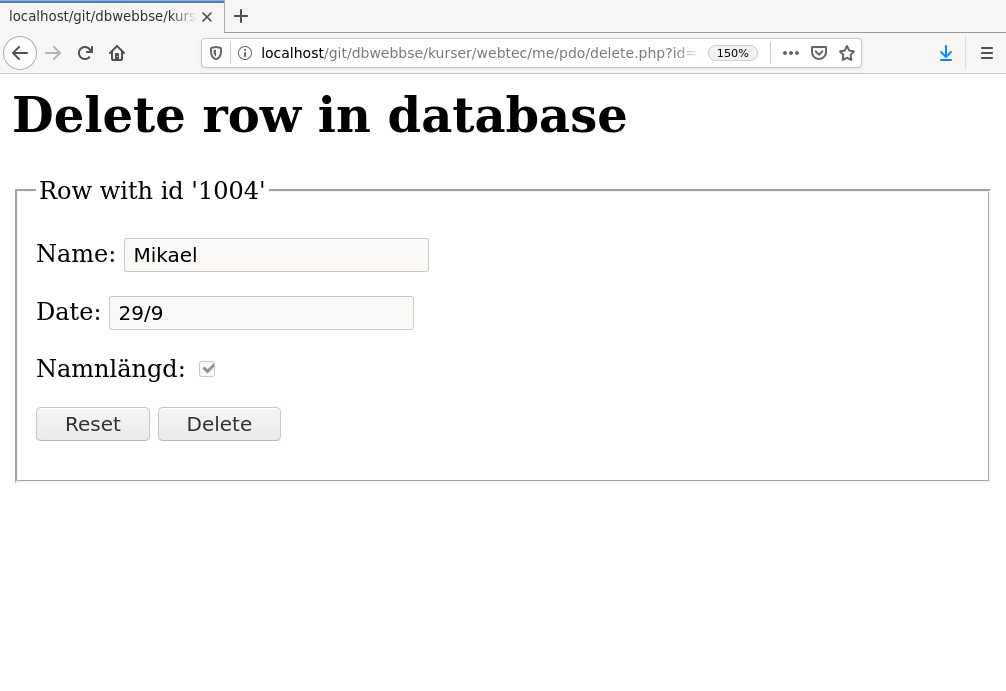 localhost/git/dbwebbse/kurs
localhost/git/dbwebbse/kurser/webtec/me/pdo/delete.php?id= 150%
Delete row in database
Row with id '1004'
Name: Mikael
Date: 29/9
Namnlängd:
Reset Delete